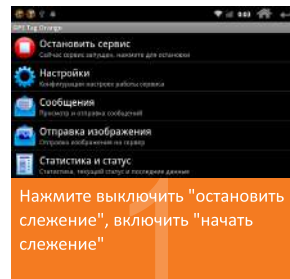 GPS Tag Orange
Остановить сервис
Сейчас сервис запущен, нажмите для остановки
Настройки
Конфигурация настроек работы сервиса
Сообщения
Просмотр и отправка сообщений
Отправка изображения
Отправка изображения на сервер
Статистика и статус
Статистика, текущий статус и последние данные
Нажмите выключить "остановить
слежение", включить "начать
слежение"
1